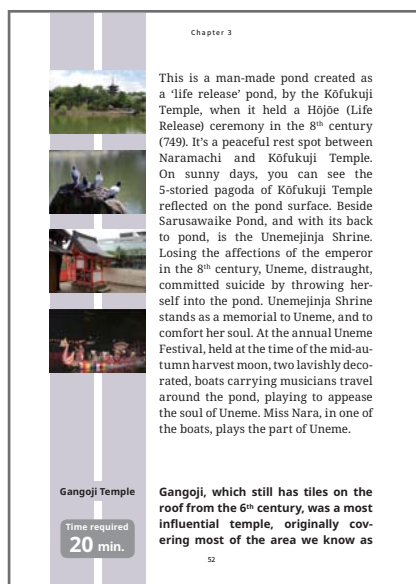 Chapter 3
This is a man-made pond created as
a ‘life release’ pond, by the Kōfukuji
Temple, when it held a Hōjōe (Life
Release) ceremony in the 8th century
(749). It’s a peaceful rest spot between
Naramachi and Kōfukuji Temple.
On sunny days, you can see the
5-storied pagoda of Kōfukuji Temple
reflected on the pond surface. Beside
Sarusawaike Pond, and with its back
to pond, is the Unemejinja Shrine.
Losing the affections of the emperor
in the 8th century, Uneme, distraught,
committed suicide by throwing her-
self into the pond. Unemejinja Shrine
stands as a memorial to Uneme, and to
comfort her soul. At the annual Uneme
Festival, held at the time of the mid-au-
tumn harvest moon, two lavishly deco-
rated, boats carrying musicians travel
around the pond, playing to appease
the soul of Uneme. Miss Nara, in one of
the boats, plays the part of Uneme.
Gangoji Temple
Time required
20 min.
Gangoji, which still has tiles on the
roof from the 6th century, was a most
influential temple, originally cov-
ering most of the area we know as
52